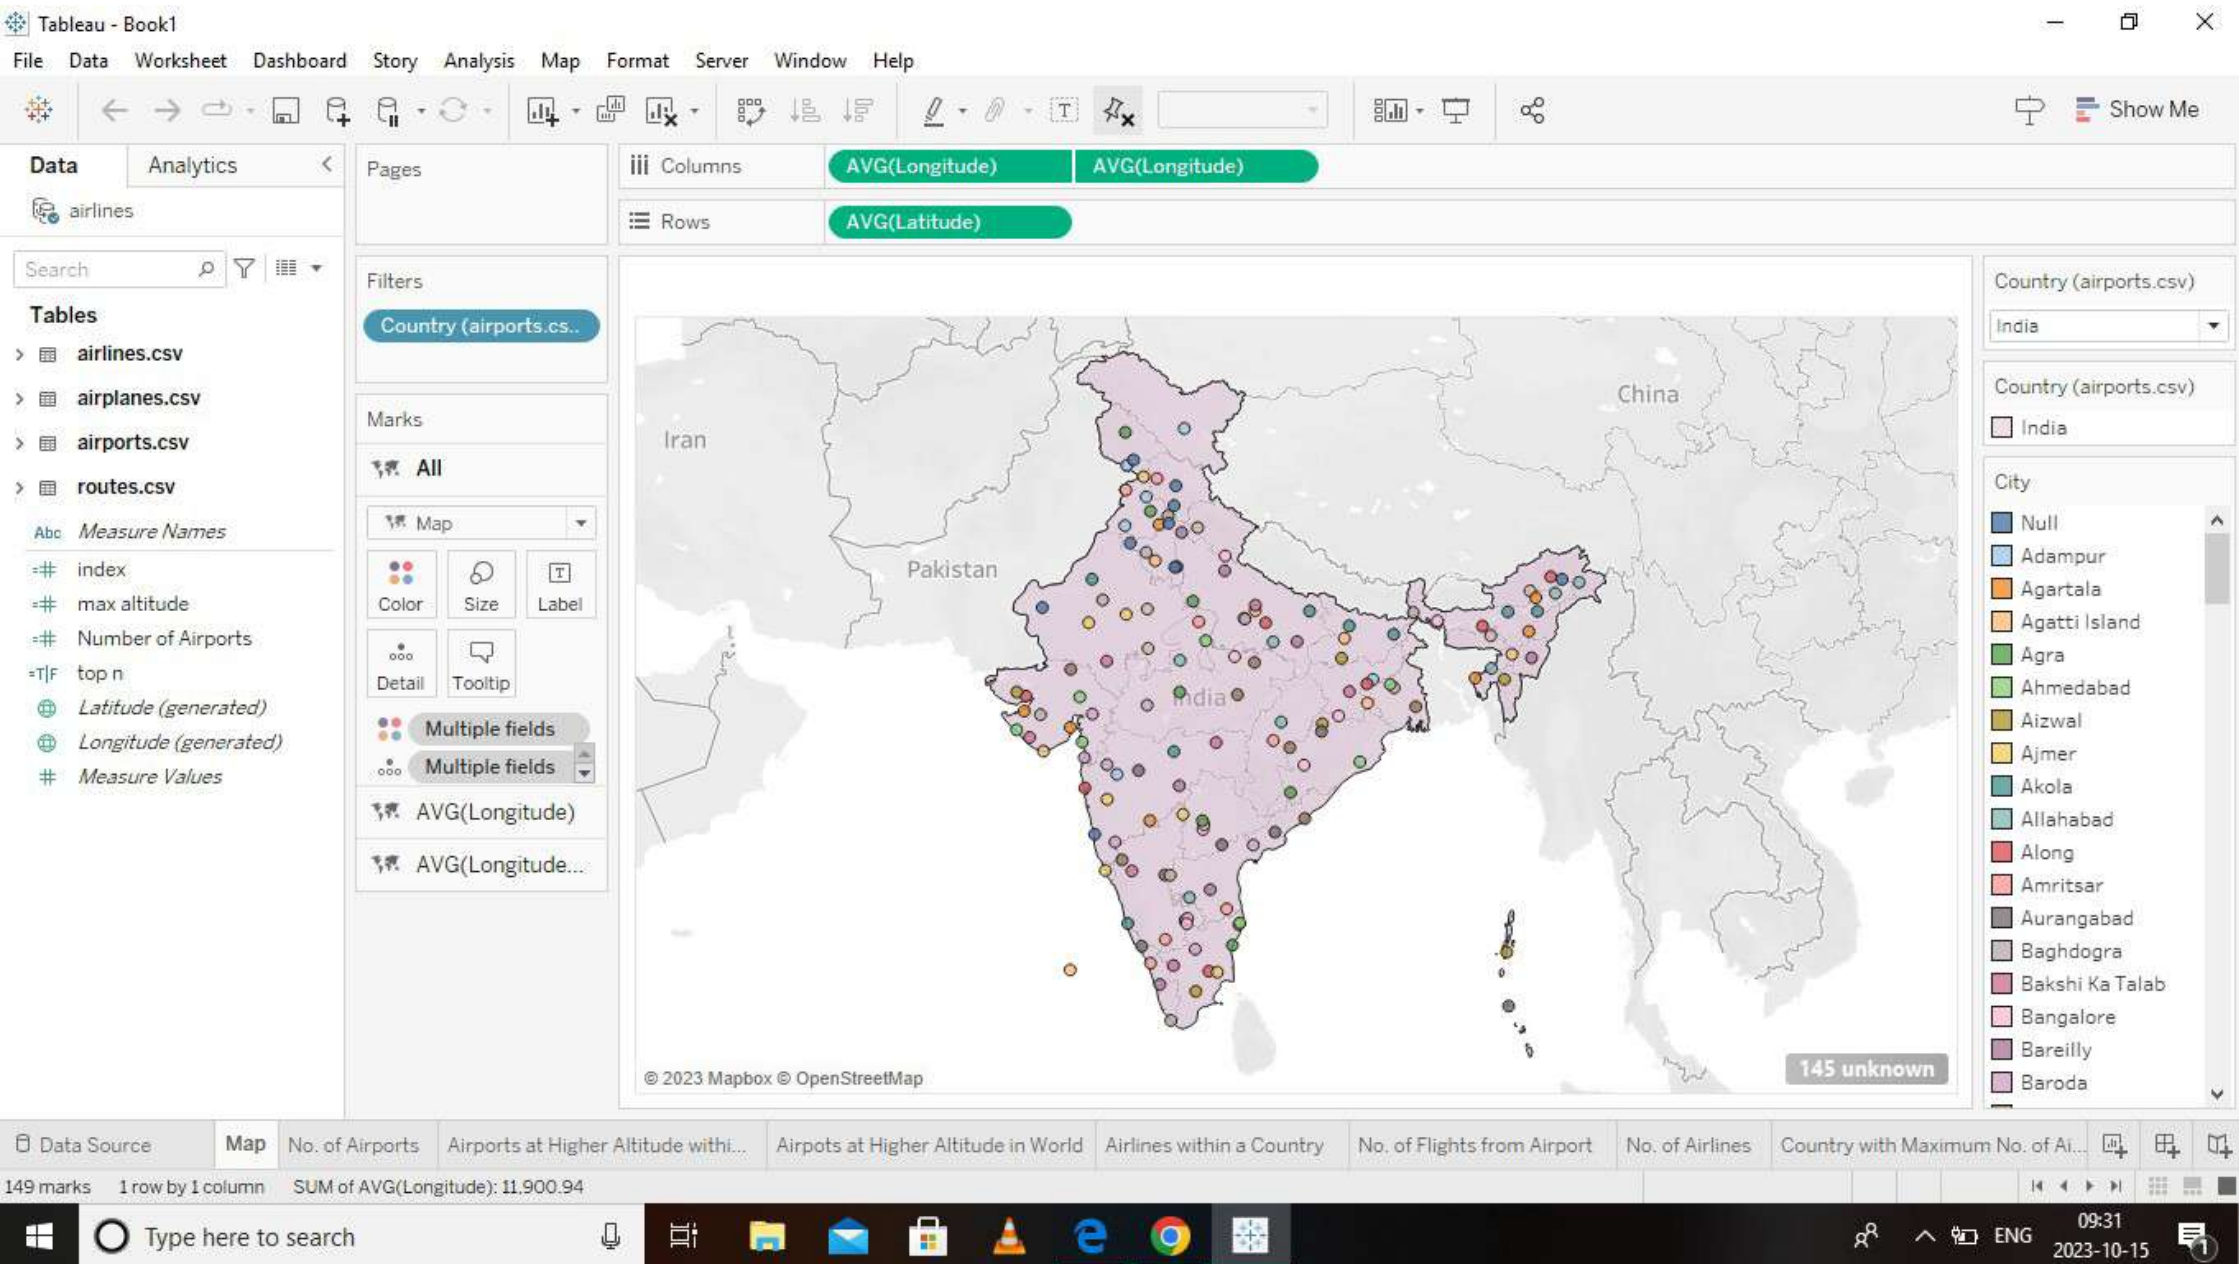 Tableau - Book1
File Data Worksheet Dashboard Story Analysis Map Format Server Window Help
Show Me
Data Analytics
airlines
Search
Tables
airlines.csv
airplanes.csv
airports.csv
routes.csv
Abc Measure Names
=# index
=# max altitude
=# Number of Airports
=T|F top n
Latitude (generated)
Longitude (generated)
# Measure Values
Pages
Filters
Country (airports.cs..
Marks
All
Map
Color Size Label
Detail Tooltip
Multiple fields
Multiple fields
AVG(Longitude)
AVG(Longitude...
Columns AVG(Longitude) AVG(Longitude)
Rows AVG(Latitude)
Iran
China
Pakistan
India
© 2023 Mapbox © OpenStreetMap
145 unknown
Country (airports.csv)
India
Country (airports.csv)
India
City
Null
Adampur
Agartala
Agatti Island
Agra
Ahmedabad
Aizwal
Ajmer
Akola
Allahabad
Along
Amritsar
Aurangabad
Baghdogra
Bakshi Ka Talab
Bangalore
Bareilly
Baroda
Data Source Map No. of Airports Airports at Higher Altitude withi... Airpots at Higher Altitude in World Airlines within a Country No. of Flights from Airport No. of Airlines Country with Maximum No. of Ai...
149 marks 1 row by 1 column SUM of AVG(Longitude): 11,900.94
Type here to search
ENG
09:31
2023-10-15
1